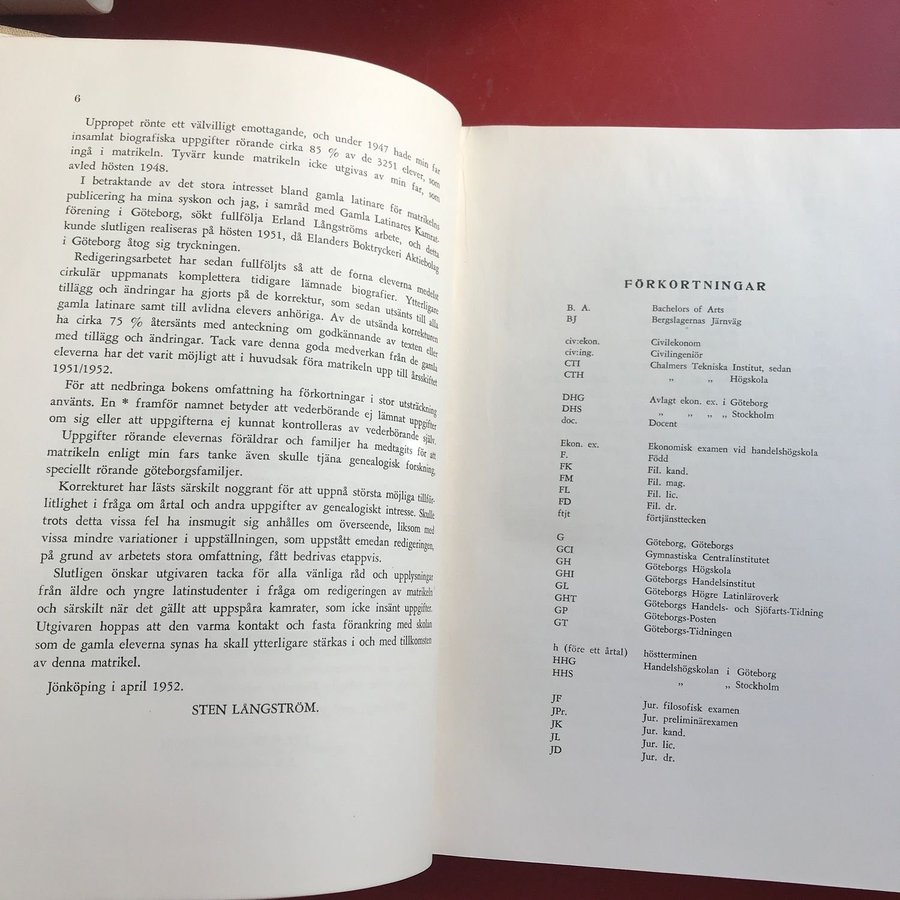 6
Uppropet rönte ett välvilligt emottagande, och under 1947 hade min far
insamlat biografiska uppgifter rörande cirka 85 % av de 3251 elever, som
ingå i matrikeln. Tyvärr kunde matrikeln icke utgivas av min far, som
avled hösten 1948.
I betraktande av det stora intresset bland gamla latinare för matrikelns
publicering ha mina syskon och jag, i samråd med Gamla Latinares Kamrat-
förening i Göteborg, sökt fullfölja Erland Långströms arbete, och detta
kunde slutligen realiseras på hösten 1951, då Elanders Boktryckeri Aktiebolag
i Göteborg åtog sig tryckningen.
Redigeringsarbetet har sedan fullföljts så att de forna eleverna medelst
cirkulär uppmanats komplettera tidigare lämnade biografier. Ytterligare
tillägg och ändringar ha gjorts på de korrektur, som sedan utsänts till alla
gamla latinare samt till avlidna elevers anhöriga. Av de utsända korrekturen
ha cirka 75 % återsänts med anteckning om godkännande av texten eller
med tillägg och ändringar. Tack vare denna goda medverkan från de gamla
eleverna har det varit möjligt att i huvudsak föra matrikeln upp till årsskiftet
1951/1952.
För att nedbringa bokens omfattning ha förkortningar i stor utsträckning
använts. En * framför namnet betyder att vederbörande ej lämnat uppgifter
om sig eller att uppgifterna ej kunnat kontrolleras av vederbörande själv.
Uppgifter rörande elevernas föräldrar och familjer ha medtagits för att
matrikeln enligt min fars tanke även skulle tjäna genealogisk forskning,
speciellt rörande göteborgsfamiljer.
Korrekturet har lästs särskilt noggrant för att uppnå största möjliga tillför-
litlighet i fråga om årtal och andra uppgifter av genealogiskt intresse. Skulle
trots detta vissa fel ha insmugit sig anhålles om överseende, liksom med
vissa mindre variationer i uppställningen, som uppstått emedan redigeringen,
på grund av arbetets stora omfattning, fått bedrivas etappvis.
Slutligen önskar utgivaren tacka för alla vänliga råd och upplysningar
från äldre och yngre latinstudenter i fråga om redigeringen av matrikeln
och särskilt när det gällt att uppspåra kamrater, som icke insänt uppgifter.
Utgivaren hoppas att den varma kontakt och fasta förankring med skolan
som de gamla eleverna synas ha skall ytterligare stärkas i och med tillkomsten
av denna matrikel.
Jönköping i april 1952.
STEN LÅNGSTRÖM.
FÖRKORTNINGAR
B. A. Bachelors of Arts
BJ Bergslagernas Järnväg
civ:ekon. Civilekonom
civ:ing. Civilingeniör
CTI Chalmers Tekniska Institut, sedan
CTH „ „ Högskola
DHG Avlagt ekon. ex. i Göteborg
DHS „ „ „ „ Stockholm
doc. Docent
Ekon. ex. Ekonomisk examen vid handelshögskola
F. Född
FK Fil. kand.
FM Fil. mag.
FL Fil. lic.
FD Fil. dr.
ftjt förtjänsttecken
G Göteborg, Göteborgs
GCI Gymnastiska Centralinstitutet
GH Göteborgs Högskola
GHI Göteborgs Handelsinstitut
GL Göteborgs Högre Latinläroverk
GHT Göteborgs Handels- och Sjöfarts-Tidning
GP Göteborgs-Posten
GT Göteborgs-Tidningen
h (före ett årtal) höstterminen
HHG Handelshögskolan i Göteborg
HHS „ „ Stockholm
JF Jur. filosofisk examen
JPr. Jur. preliminärexamen
JK Jur. kand.
JL Jur. lic.
JD Jur. dr.